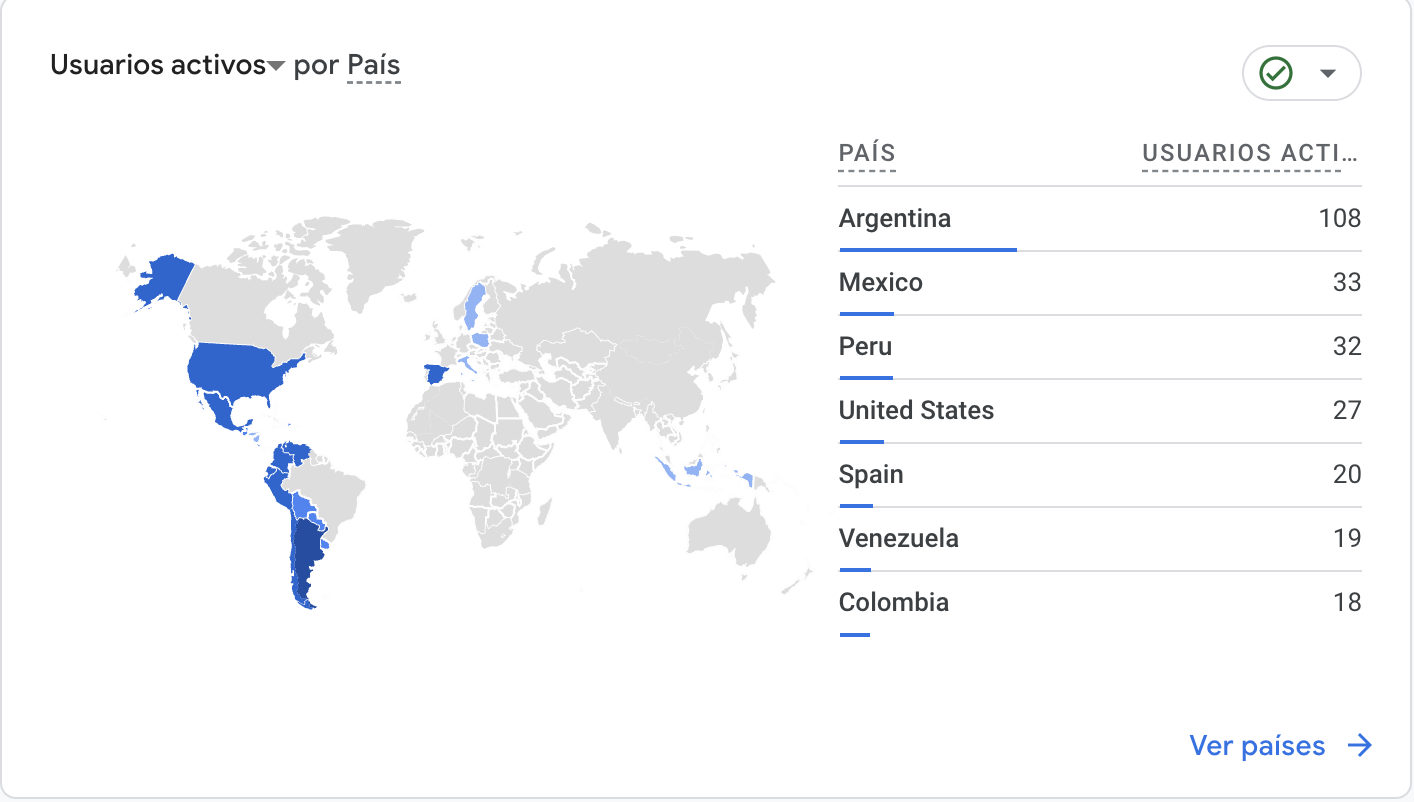 Usuarios activos por País
PAÍS USUARIOS ACTI...
Argentina 108
Mexico 33
Peru 32
United States 27
Spain 20
Venezuela 19
Colombia 18
Ver países